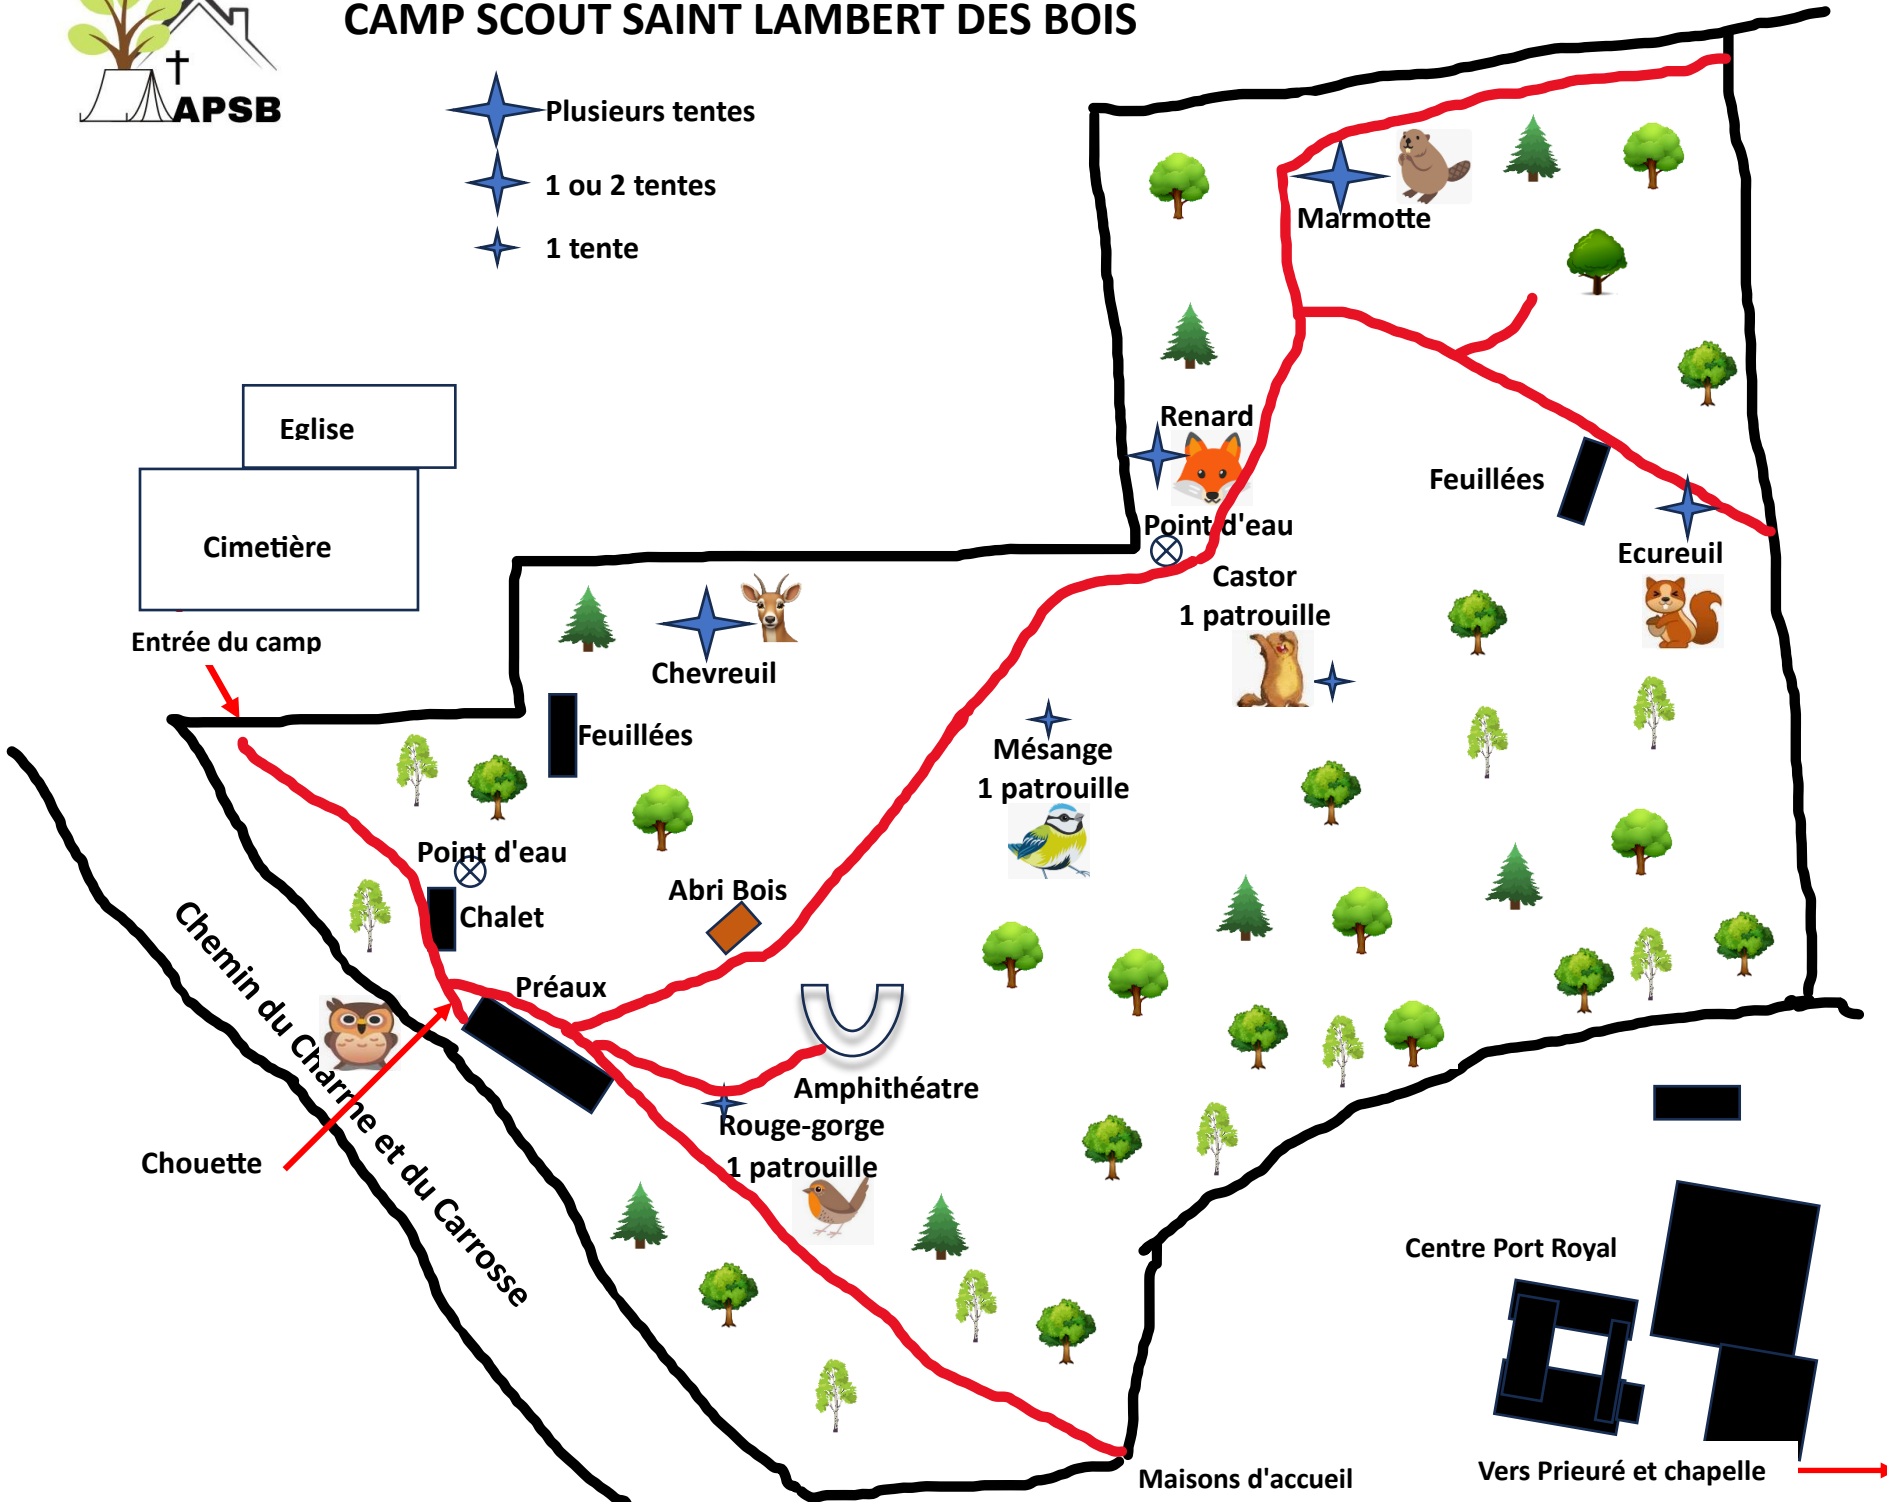 CAMP SCOUT SAINT LAMBERT DES BOIS
APSB
Plusieurs tentes
1 ou 2 tentes
1 tente
Marmotte
Renard
Eglise
Feuillées
Point d'eau
Cimetière
Ecureuil
Castor
1 patrouille
Entrée du camp
Chevreuil
Feuillées
Mésange
1 patrouille
Point d'eau
Abri Bois
Chalet
Préaux
Chemin du Charme et du Carrosse
Amphithéatre
Rouge-gorge
1 patrouille
Chouette
Centre Port Royal
Maisons d'accueil
Vers Prieuré et chapelle